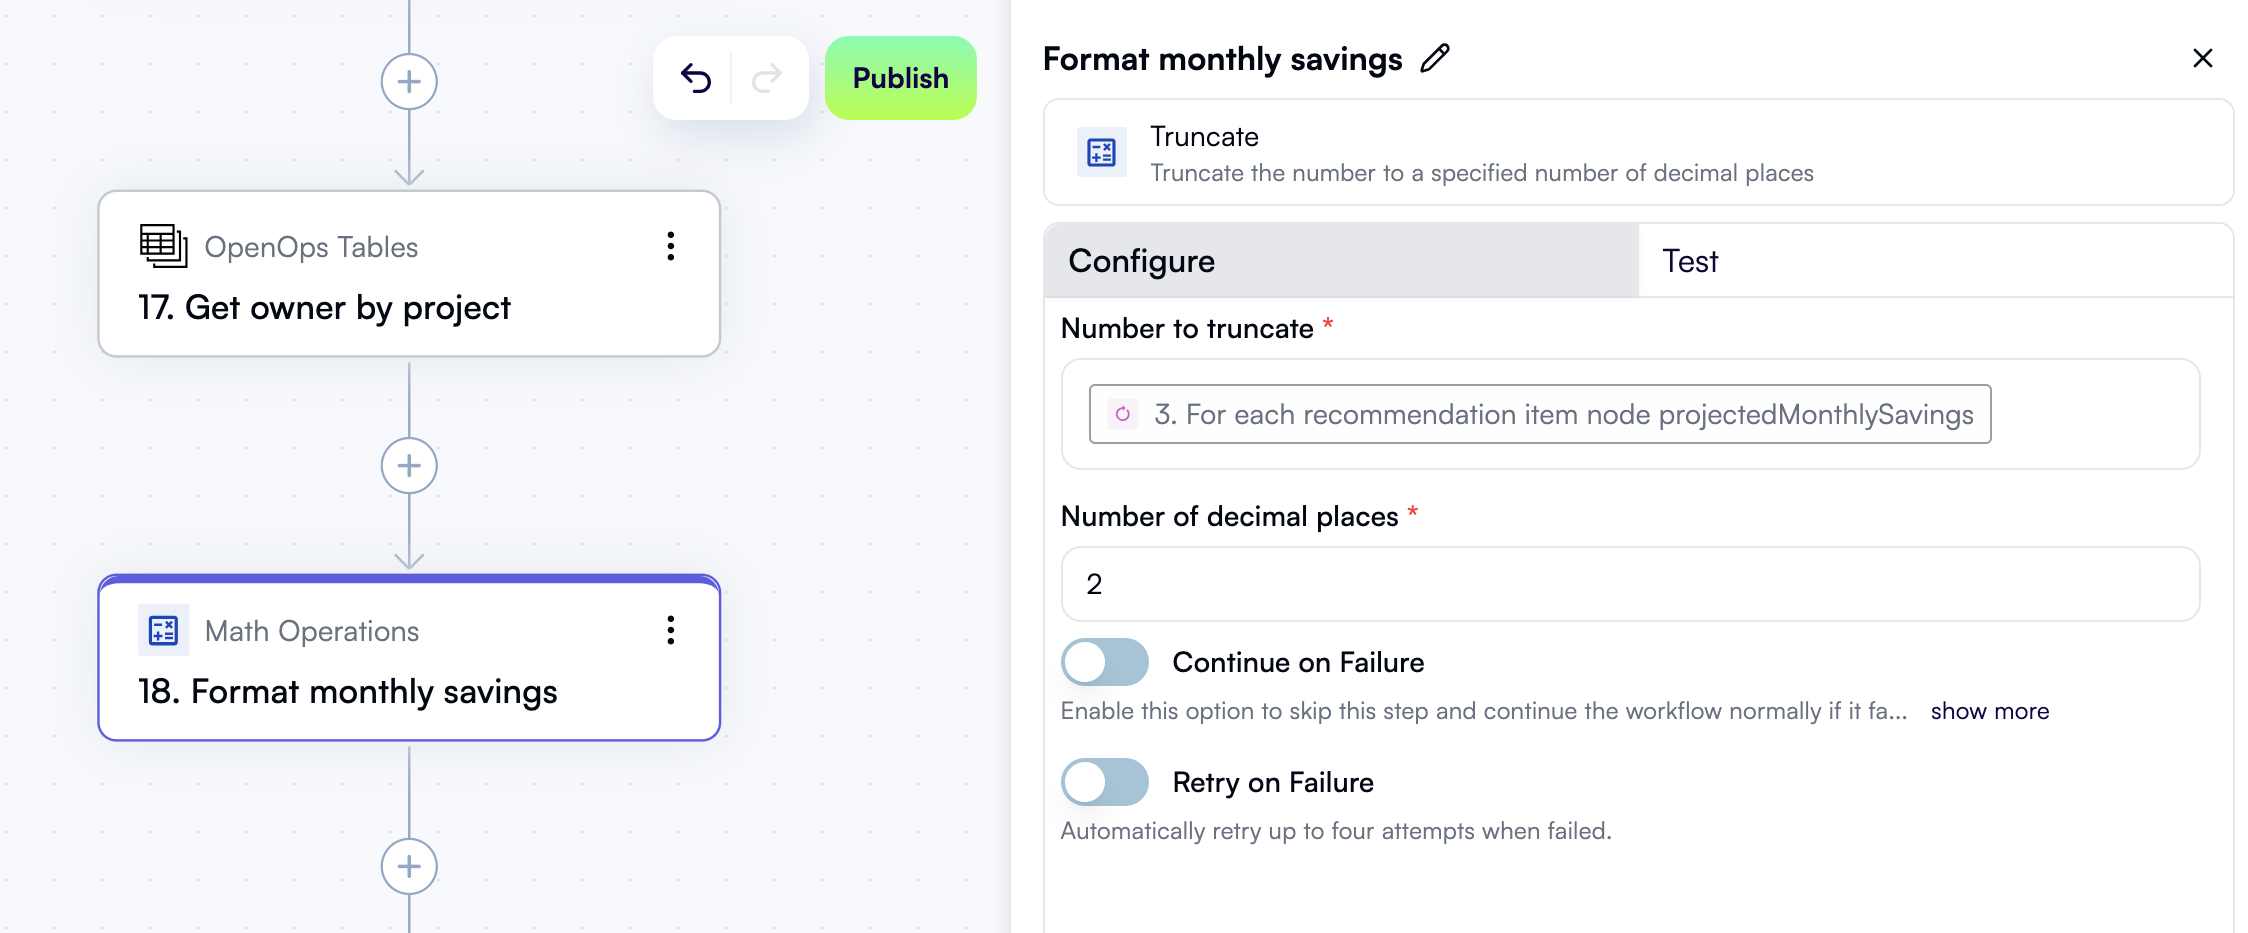 Publish
OpenOps Tables
17. Get owner by project
Math Operations
18. Format monthly savings
Format monthly savings
Truncate
Truncate the number to a specified number of decimal places
Configure
Test
Number to truncate *
3. For each recommendation item node projectedMonthlySavings
Number of decimal places *
2
Continue on Failure
Enable this option to skip this step and continue the workflow normally if it fa... show more
Retry on Failure
Automatically retry up to four attempts when failed.